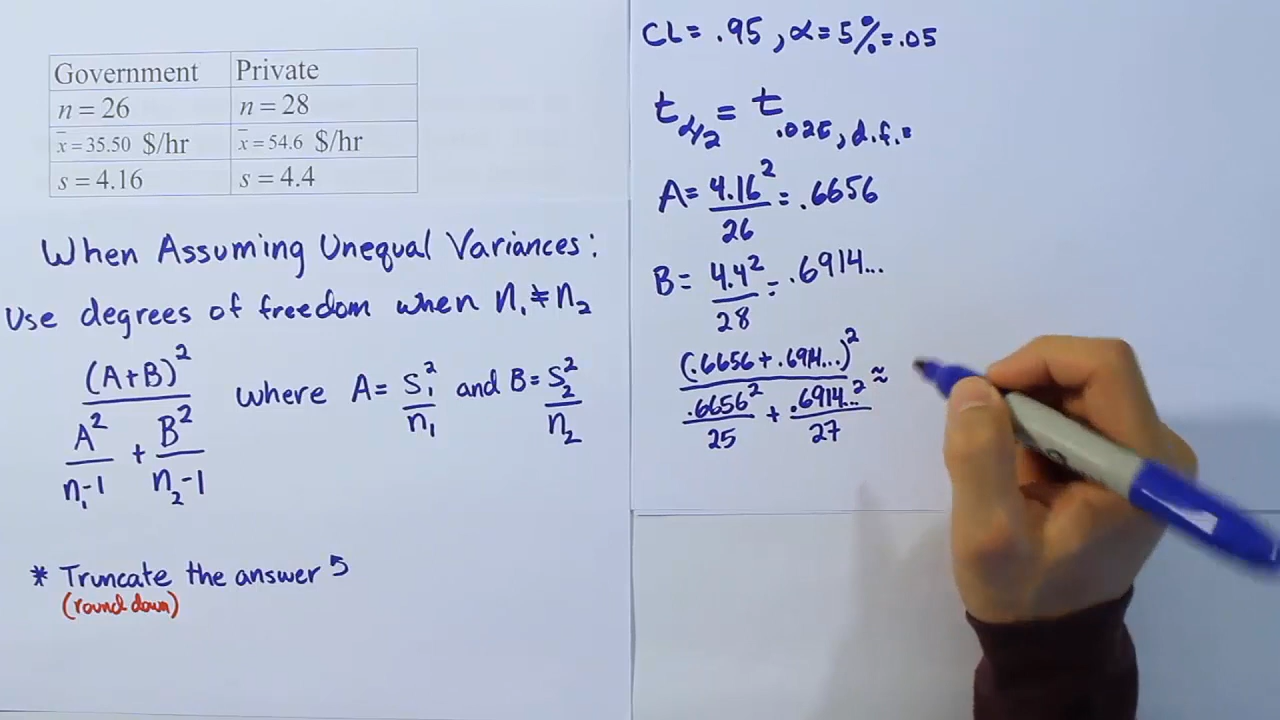 Government Private
n = 26 n = 28
x̄ = 35.50 $/hr x̄ = 54.6 $/hr
s = 4.16 s = 4.4
When Assuming Unequal Variances:
Use degrees of freedom when n₁ ≠ n₂
(A+B)²
A² + B²
n₁-1 n₂-1
where A = s₁² and B = s₂²
n₁ n₂
* Truncate the answer
(round down)
CL = .95, α = 5% = .05
t α/2 = t .025, d.f.
A = 4.16² = .6656
26
B = 4.4² = .6914...
28
(.6656 + .6914...)² ≈
.6656² + .6914...²
25 27